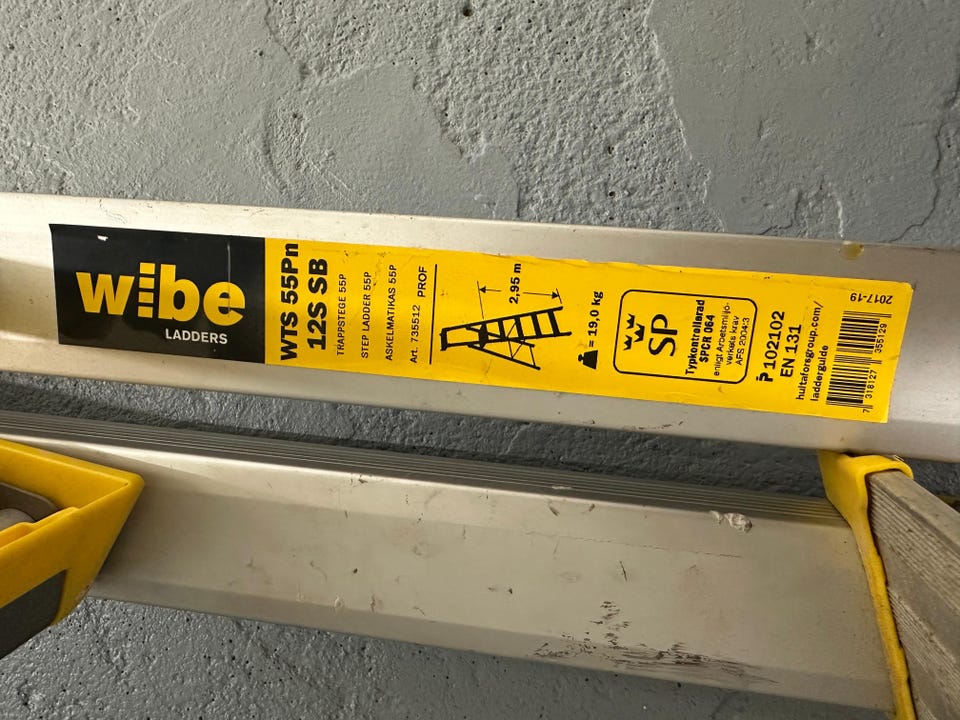 wibe
LADDERS
WTS 55Pn
12S SB
TRAPPSTEGE 55P
STEP LADDER 55P
ASKELMATIKAS 55P
Art. 735512 PROF
2,95 m
= 19,0 kg
SP
Typkontrollerad
SPCR 064
enligt Arbetsmiljö-
verkets krav
AFS 2004:3
P 102102
EN 131
hultaforsgroup.com/
ladderguide
7 318127 355129
2017-19